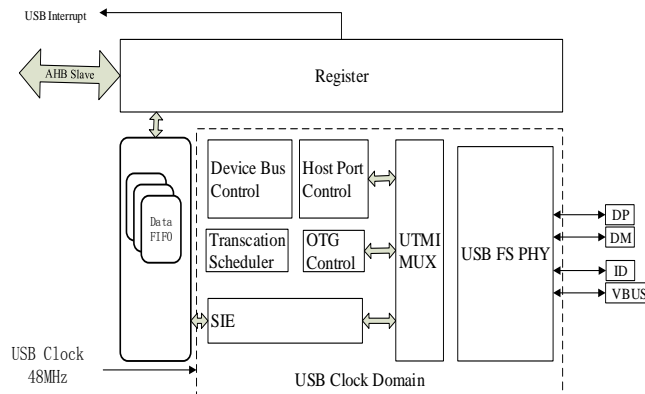 USB Interrupt
AHB Slave
Register
Device Bus
Control
Host Port
Control
Data
FIFO
Transcation
Scheduler
OTG
Control
UTMI
MUX
USB FS PHY
DP
DM
ID
VBUS
SIE
USB Clock
48MHz
USB Clock Domain